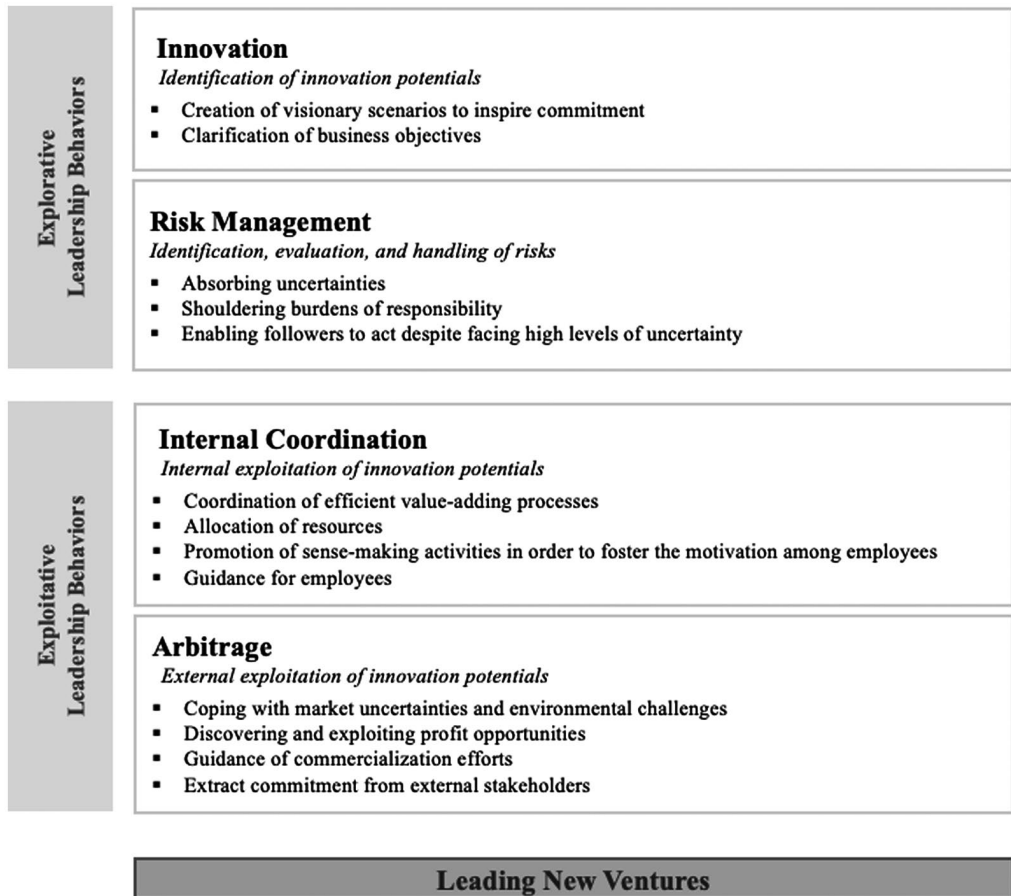 Explorative
Leadership Behaviors
Innovation
Identification of innovation potentials
▪ Creation of visionary scenarios to inspire commitment
▪ Clarification of business objectives
Risk Management
Identification, evaluation, and handling of risks
▪ Absorbing uncertainties
▪ Shouldering burdens of responsibility
▪ Enabling followers to act despite facing high levels of uncertainty
Exploitative
Leadership Behaviors
Internal Coordination
Internal exploitation of innovation potentials
▪ Coordination of efficient value-adding processes
▪ Allocation of resources
▪ Promotion of sense-making activities in order to foster the motivation among employees
▪ Guidance for employees
Arbitrage
External exploitation of innovation potentials
▪ Coping with market uncertainties and environmental challenges
▪ Discovering and exploiting profit opportunities
▪ Guidance of commercialization efforts
▪ Extract commitment from external stakeholders
Leading New Ventures